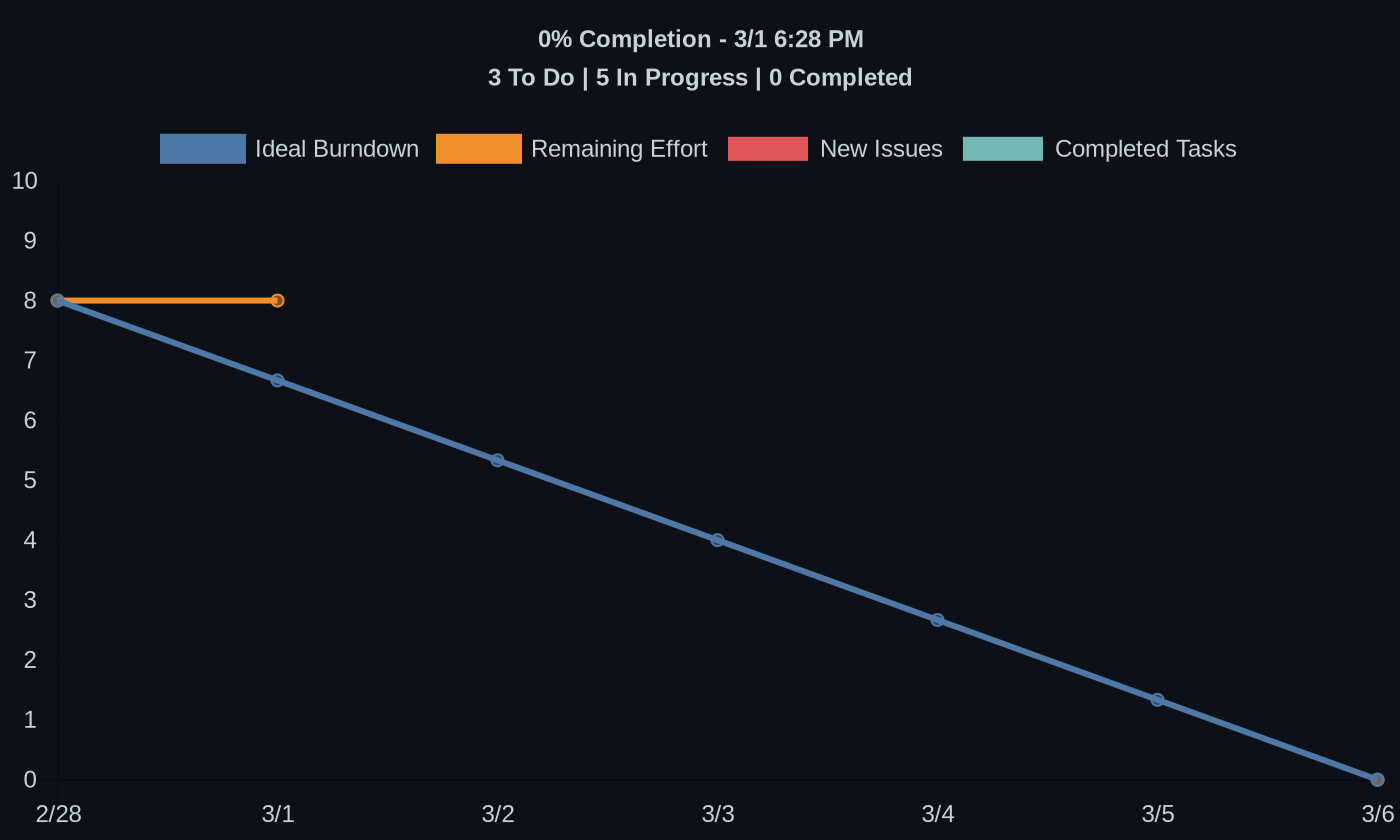 0% Completion - 3/1 6:28 PM
3 To Do | 5 In Progress | 0 Completed
Ideal Burndown Remaining Effort New Issues Completed Tasks
10
9
8
7
6
5
4
3
2
1
0
2/28 3/1 3/2 3/3 3/4 3/5 3/6